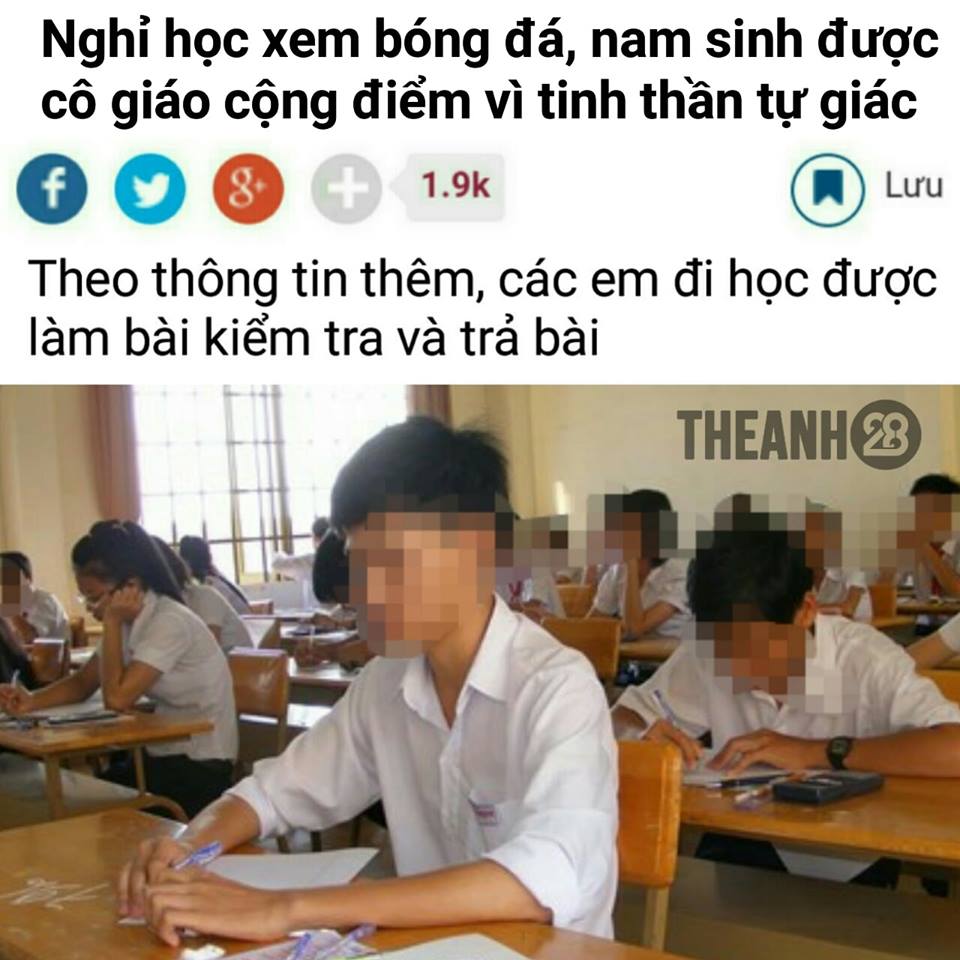 Nghỉ học xem bóng đá, nam sinh được
cô giáo cộng điểm vì tinh thần tự giác
1.9k
Lưu
Theo thông tin thêm, các em đi học được
làm bài kiểm tra và trả bài
THEANH28